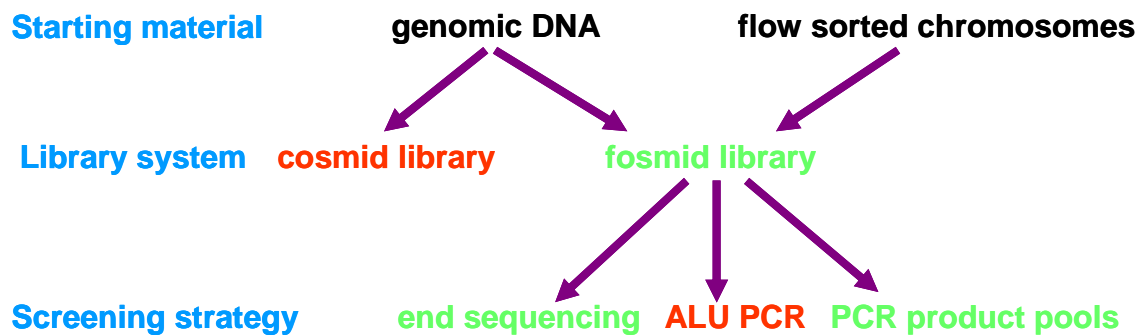 Starting material genomic DNA flow sorted chromosomes
Library system cosmid library fosmid library
Screening strategy end sequencing ALU PCR PCR product pools